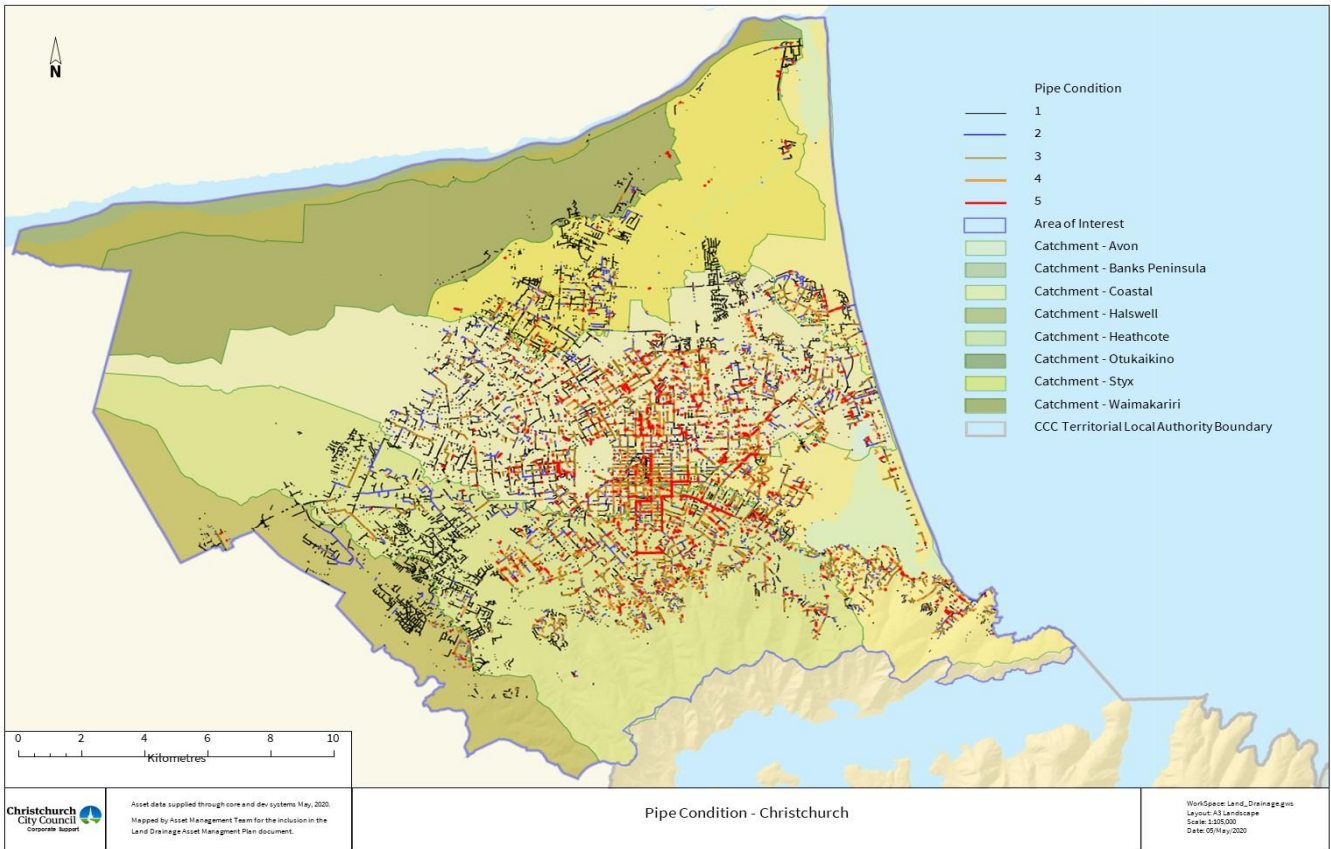 N
Pipe Condition
1
2
3
4
5
Area of Interest
Catchment - Avon
Catchment - Banks Peninsula
Catchment - Coastal
Catchment - Halswell
Catchment - Heathcote
Catchment - Otukaikino
Catchment - Styx
Catchment - Waimakariri
CCC Territorial Local Authority Boundary
0 2 4 6 8 10
Kilometres
Christchurch
City Council
Corporate Support
Asset data supplied through core and dev systems May, 2020.
Mapped by Asset Management Team for the inclusion in the
Land Drainage Asset Managment Plan document.
Pipe Condition - Christchurch
WorkSpace: Land_Drainage.gws
Layout: A3 Landscape
Scale: 1:105,000
Date: 05/May/2020